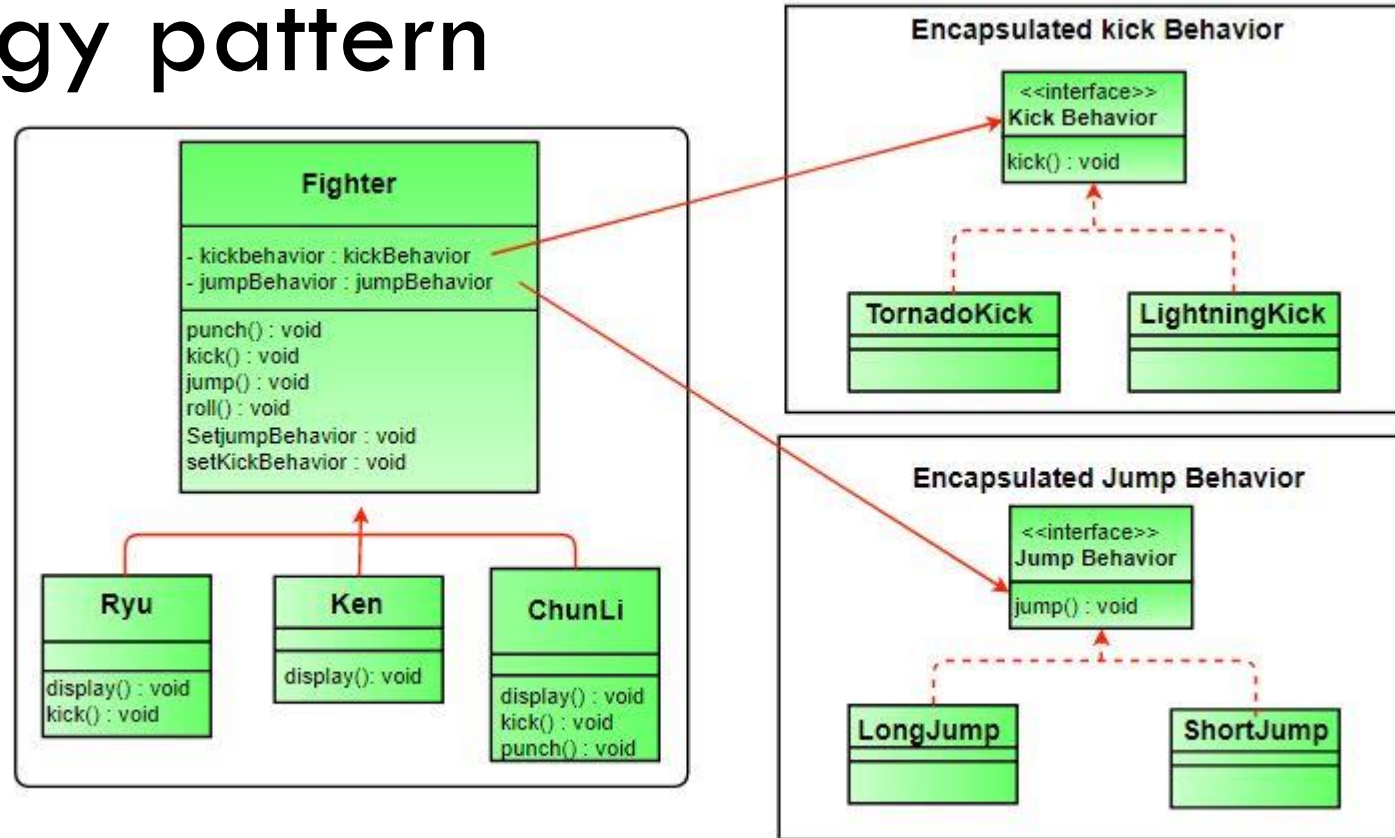 gy pattern
Fighter
- kickbehavior : kickBehavior
- jumpBehavior : jumpBehavior
punch() : void
kick() : void
jump() : void
roll() : void
SetjumpBehavior : void
setKickBehavior : void
Ryu
display() : void
kick() : void
Ken
display(): void
ChunLi
display() : void
kick() : void
punch() : void
Encapsulated kick Behavior
<<interface>>
Kick Behavior
kick() : void
TornadoKick
LightningKick
Encapsulated Jump Behavior
<<interface>>
Jump Behavior
jump() : void
LongJump
ShortJump